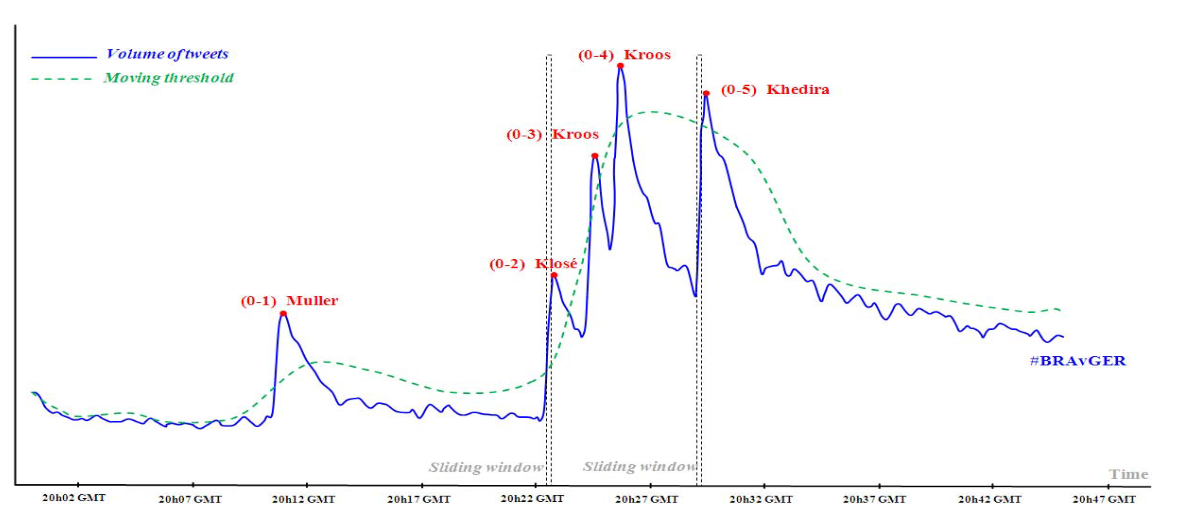 Volume of tweets
Moving threshold
(0-4) Kroos
(0-5) Khedira
(0-3) Kroos
(0-2) Klosé
(0-1) Muller
#BRAvGER
Sliding window
Sliding window
Time
20h02 GMT
20h07 GMT
20h12 GMT
20h17 GMT
20h22 GMT
20h27 GMT
20h32 GMT
20h37 GMT
20h42 GMT
20h47 GMT